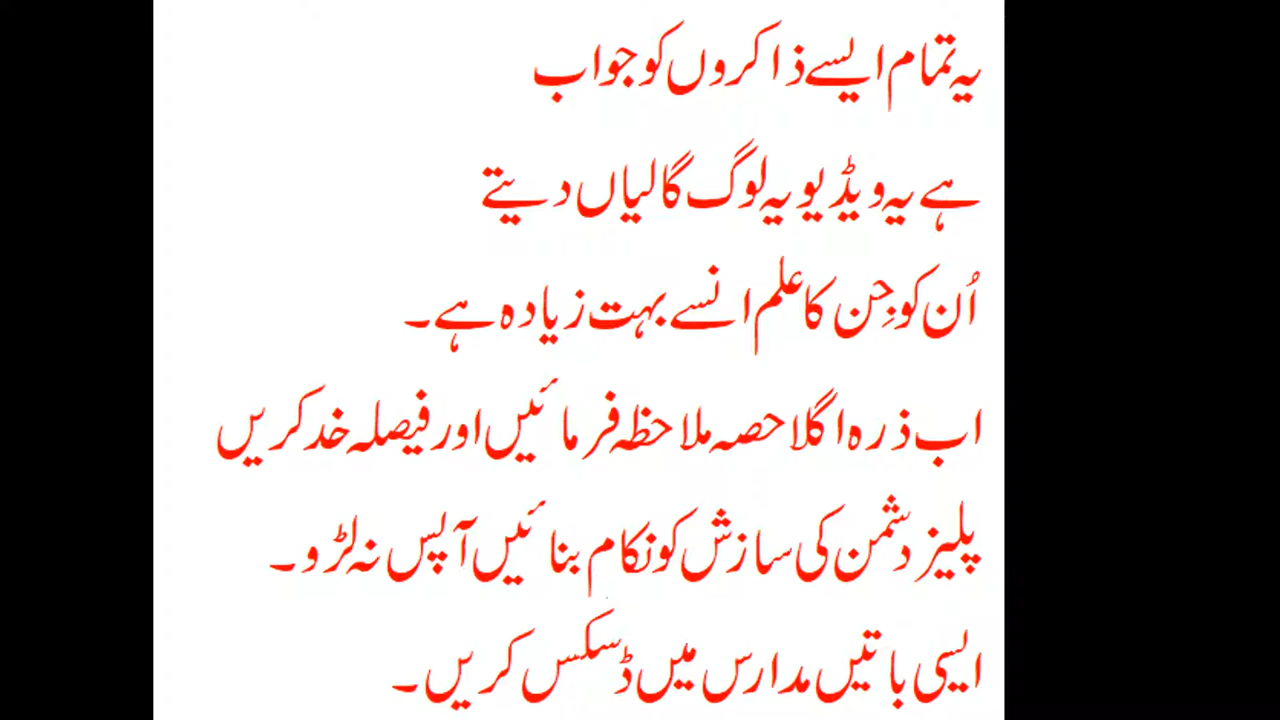 یہ تمام ایسے ذاکروں کو جواب
ہے یہ ویڈیو یہ لوگ گالیاں دیتے
اُن کو جِن کا علم انسے بہت زیادہ ہے۔
اب ذرہ اگلا حصہ ملاحظہ فرمائیں اور فیصلہ خد کریں
پلیز دشمن کی سازش کو نکام بنائیں آپس نہ لڑو۔
ایسی باتیں مدارس میں ڈسکس کریں۔